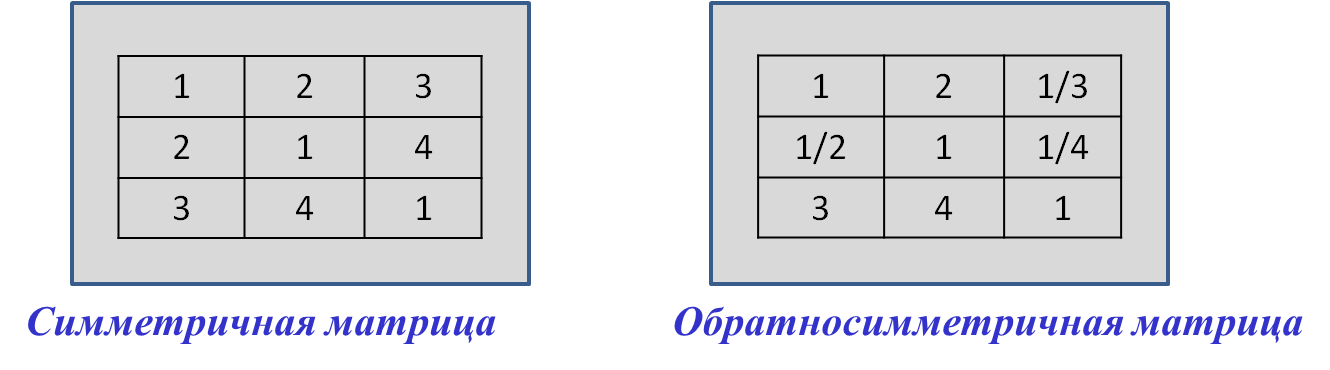 1 2 3
2 1 4
3 4 1
Симметричная матрица
1 2 1/3
1/2 1 1/4
3 4 1
Обратносимметричная матрица